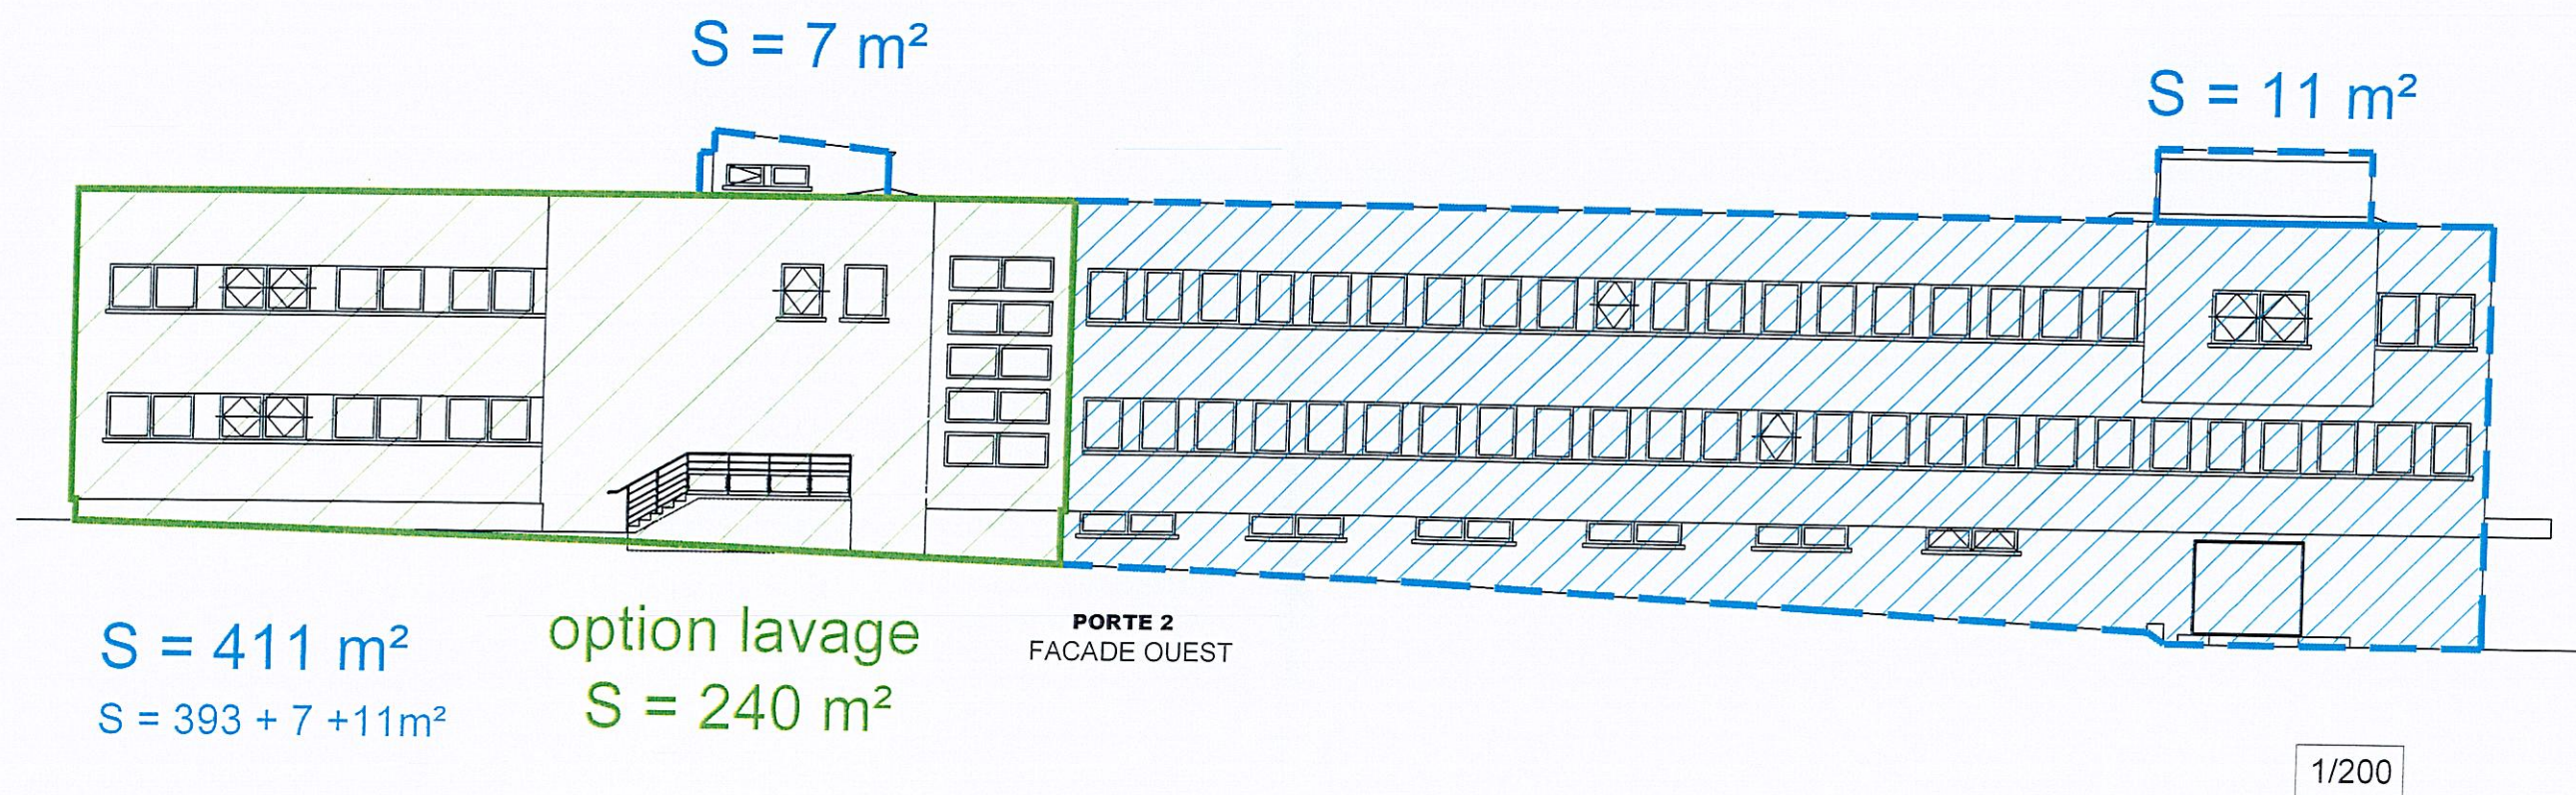 S = 7 m²
S = 11 m²
S = 411 m²
S = 393 + 7 +11m²
option lavage
S = 240 m²
PORTE 2
FACADE OUEST
1/200